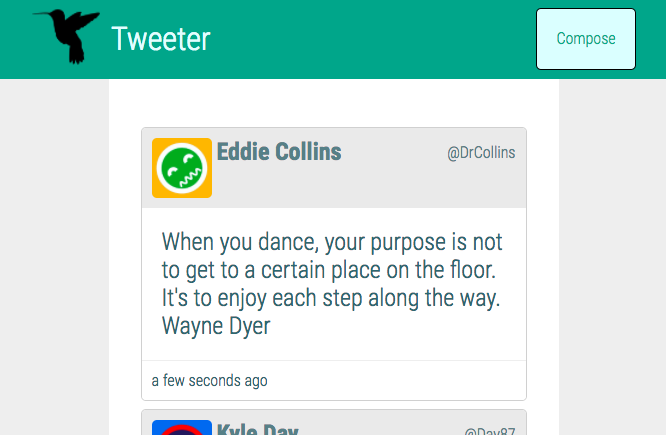 Tweeter
Compose
Eddie Collins
@DrCollins
When you dance, your purpose is not
to get to a certain place on the floor.
It's to enjoy each step along the way.
Wayne Dyer
a few seconds ago
Kyle Day
@Day87